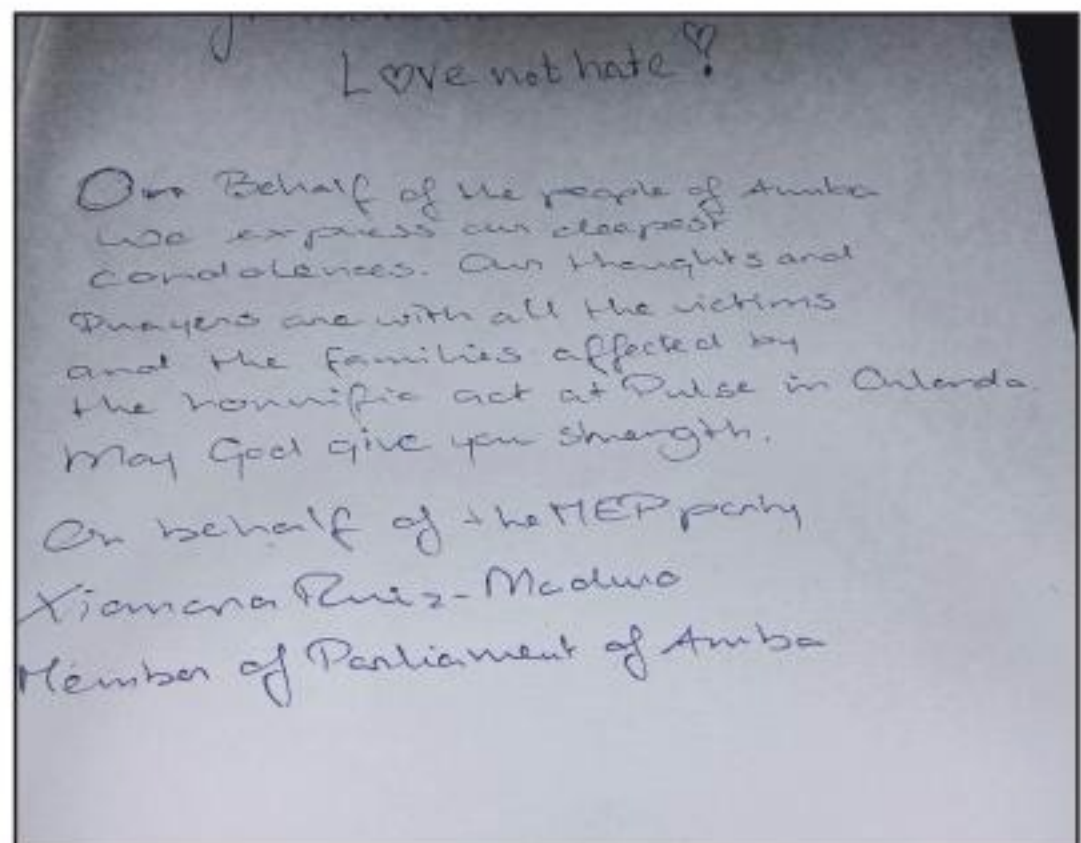 Love not hate!
On Behalf of the people of Aruba
we express our deepest
condolences. Our thoughts and
Prayers are with all the victims
and the families affected by
the horrific act at Pulse in Orlando.
May God give you strength.
On behalf of the MEP party
Xiomara Ruiz-Maduro
Member of Parliament of Aruba